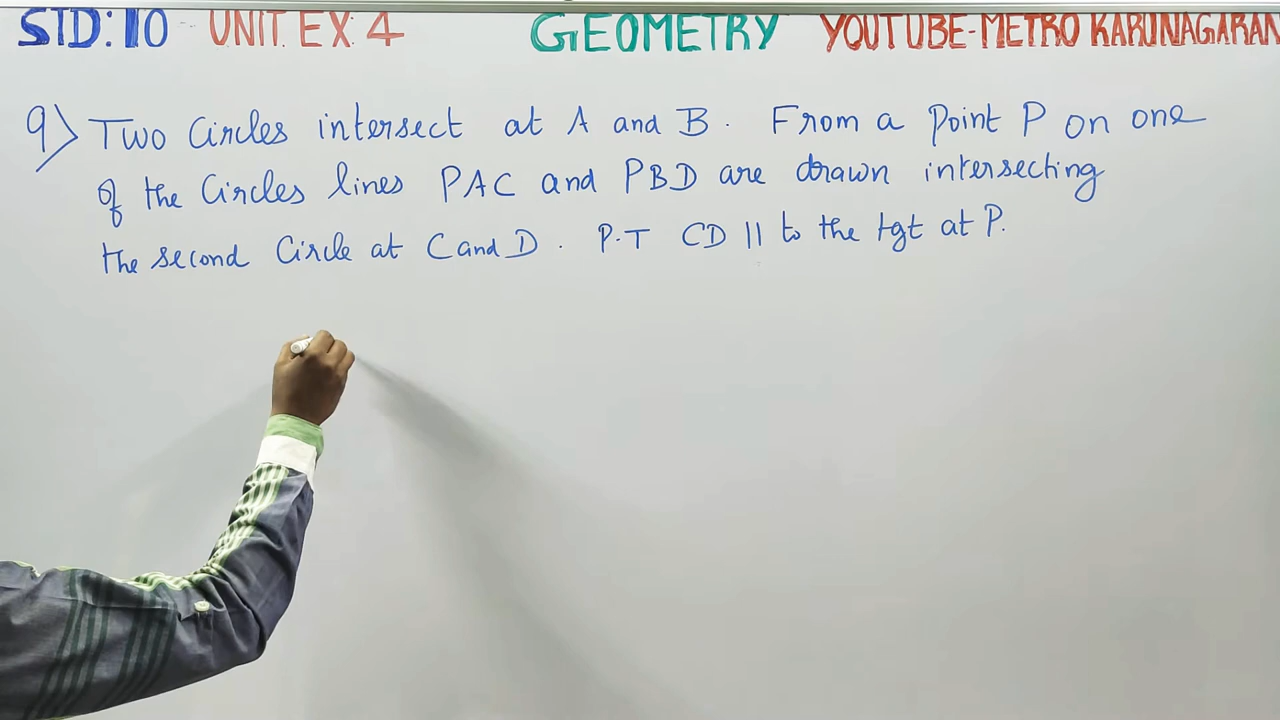 STD: 10 - UNIT. EX. 4 GEOMETRY YOUTUBE-METRO KARUNAGARAN
9) Two Circles intersect at A and B. From a Point P on one
of the Circles lines PAC and PBD are drawn intersecting
the second Circle at C and D. P.T CD || to the tgt at P.